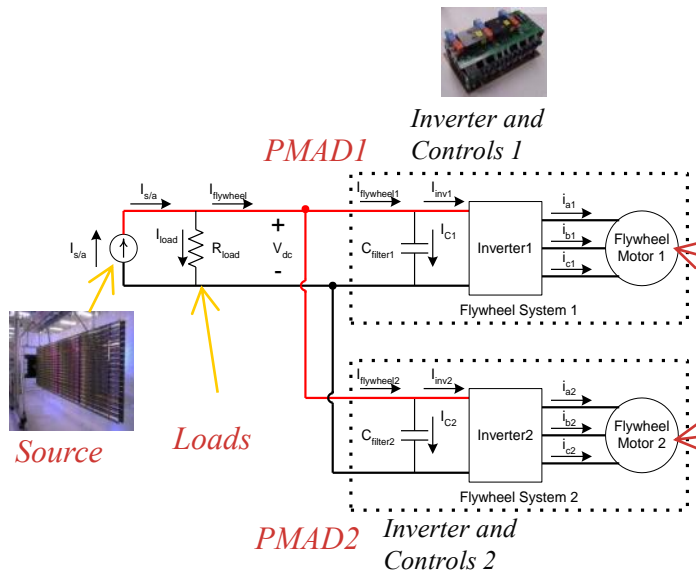 Inverter and
Controls 1
PMAD1
I_s/a
I_flywheel
I_flywheel1
I_inv1
i_a1
I_s/a
I_load
R_load
+
V_dc
-
C_filter1
I_C1
Inverter1
i_b1
i_c1
Flywheel
Motor 1
Flywheel System 1
I_flywheel2
I_inv2
i_a2
C_filter2
I_C2
Inverter2
i_b2
i_c2
Flywheel
Motor 2
Flywheel System 2
Source
Loads
PMAD2
Inverter and
Controls 2